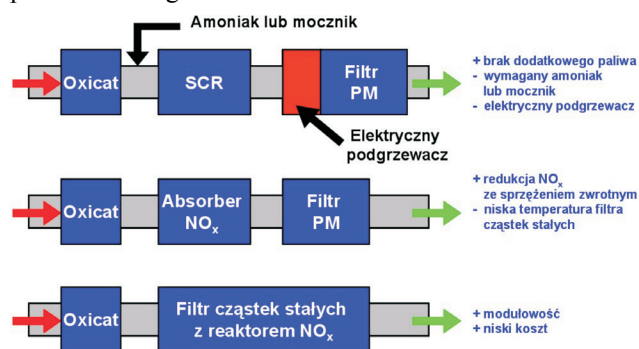 Amoniak lub mocznik
Oxicat
SCR
Filtr
PM
+ brak dodatkowego paliwa
- wymagany amoniak
lub mocznik
- elektryczny podgrzewacz
Elektryczny
podgrzewacz
Oxicat
Absorber
NOx
Filtr
PM
+ redukcja NOx
ze sprzężeniem zwrotnym
- niska temperatura filtra
cząstek stałych
Oxicat
Filtr cząstek stałych
z reaktorem NOx
+ modułowość
+ niski koszt